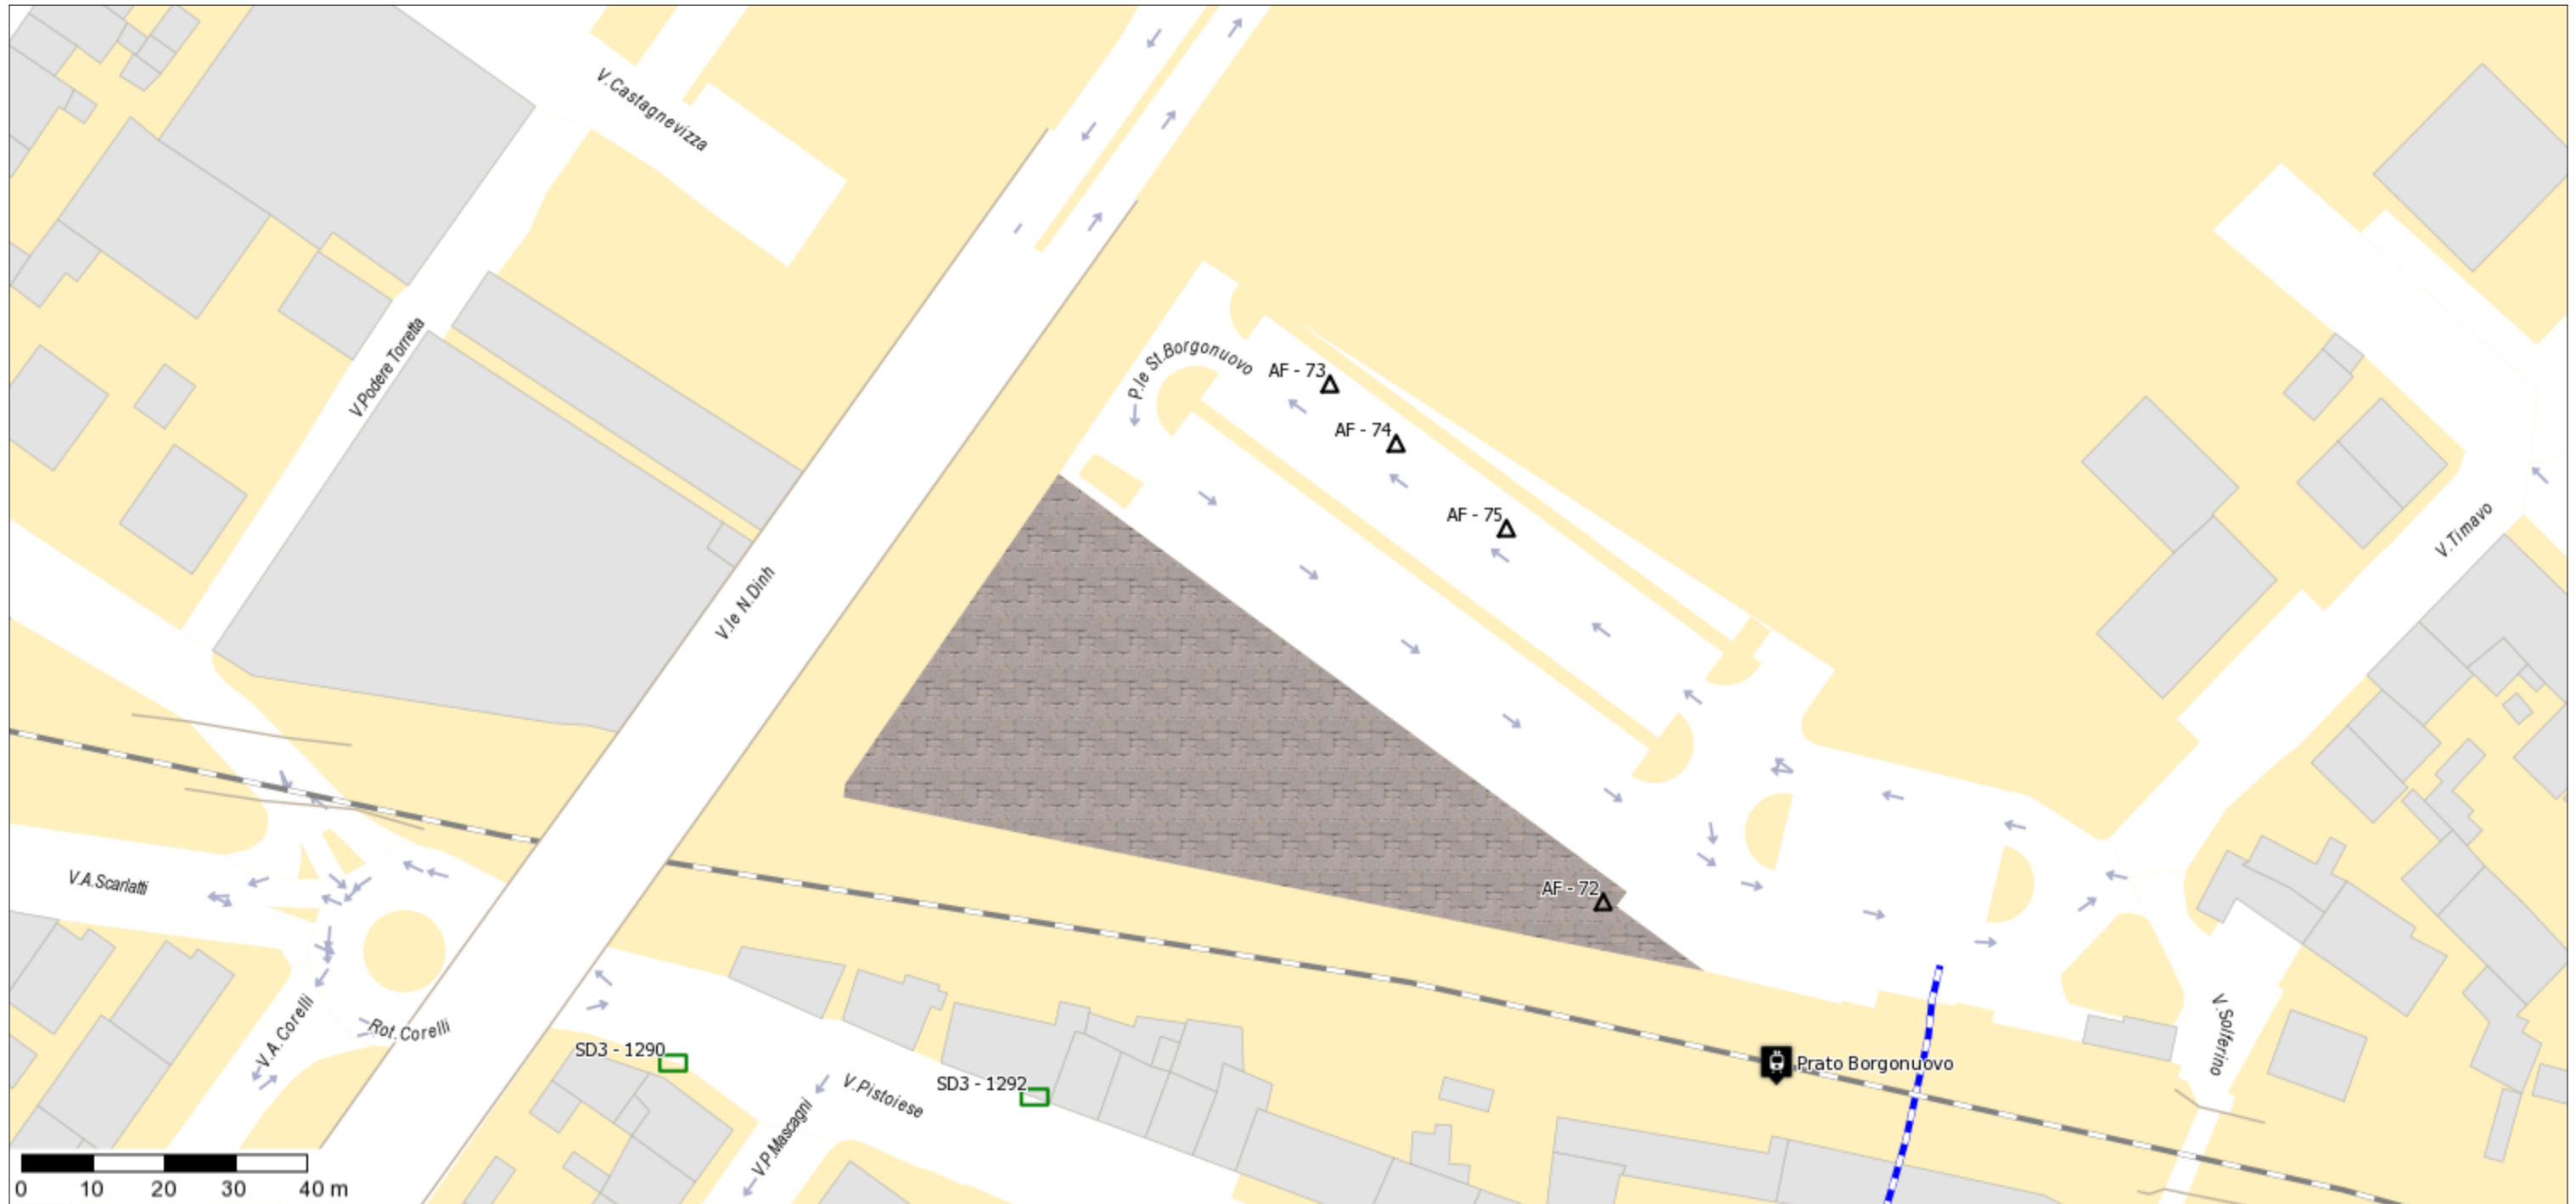 V.Castagnevizza
V.Podere Torretta
P.le St.Borgonuovo
AF - 73
AF - 74
AF - 75
V.Timavo
V.le N.Dinh
V.A.Scarlatti
AF - 72
V.A.Corelli
Rot.Corelli
V.Solferino
SD3 - 1290
SD3 - 1292
V.Pistoiese
V.P.Mascagni
Prato Borgonuovo
0 10 20 30 40 m